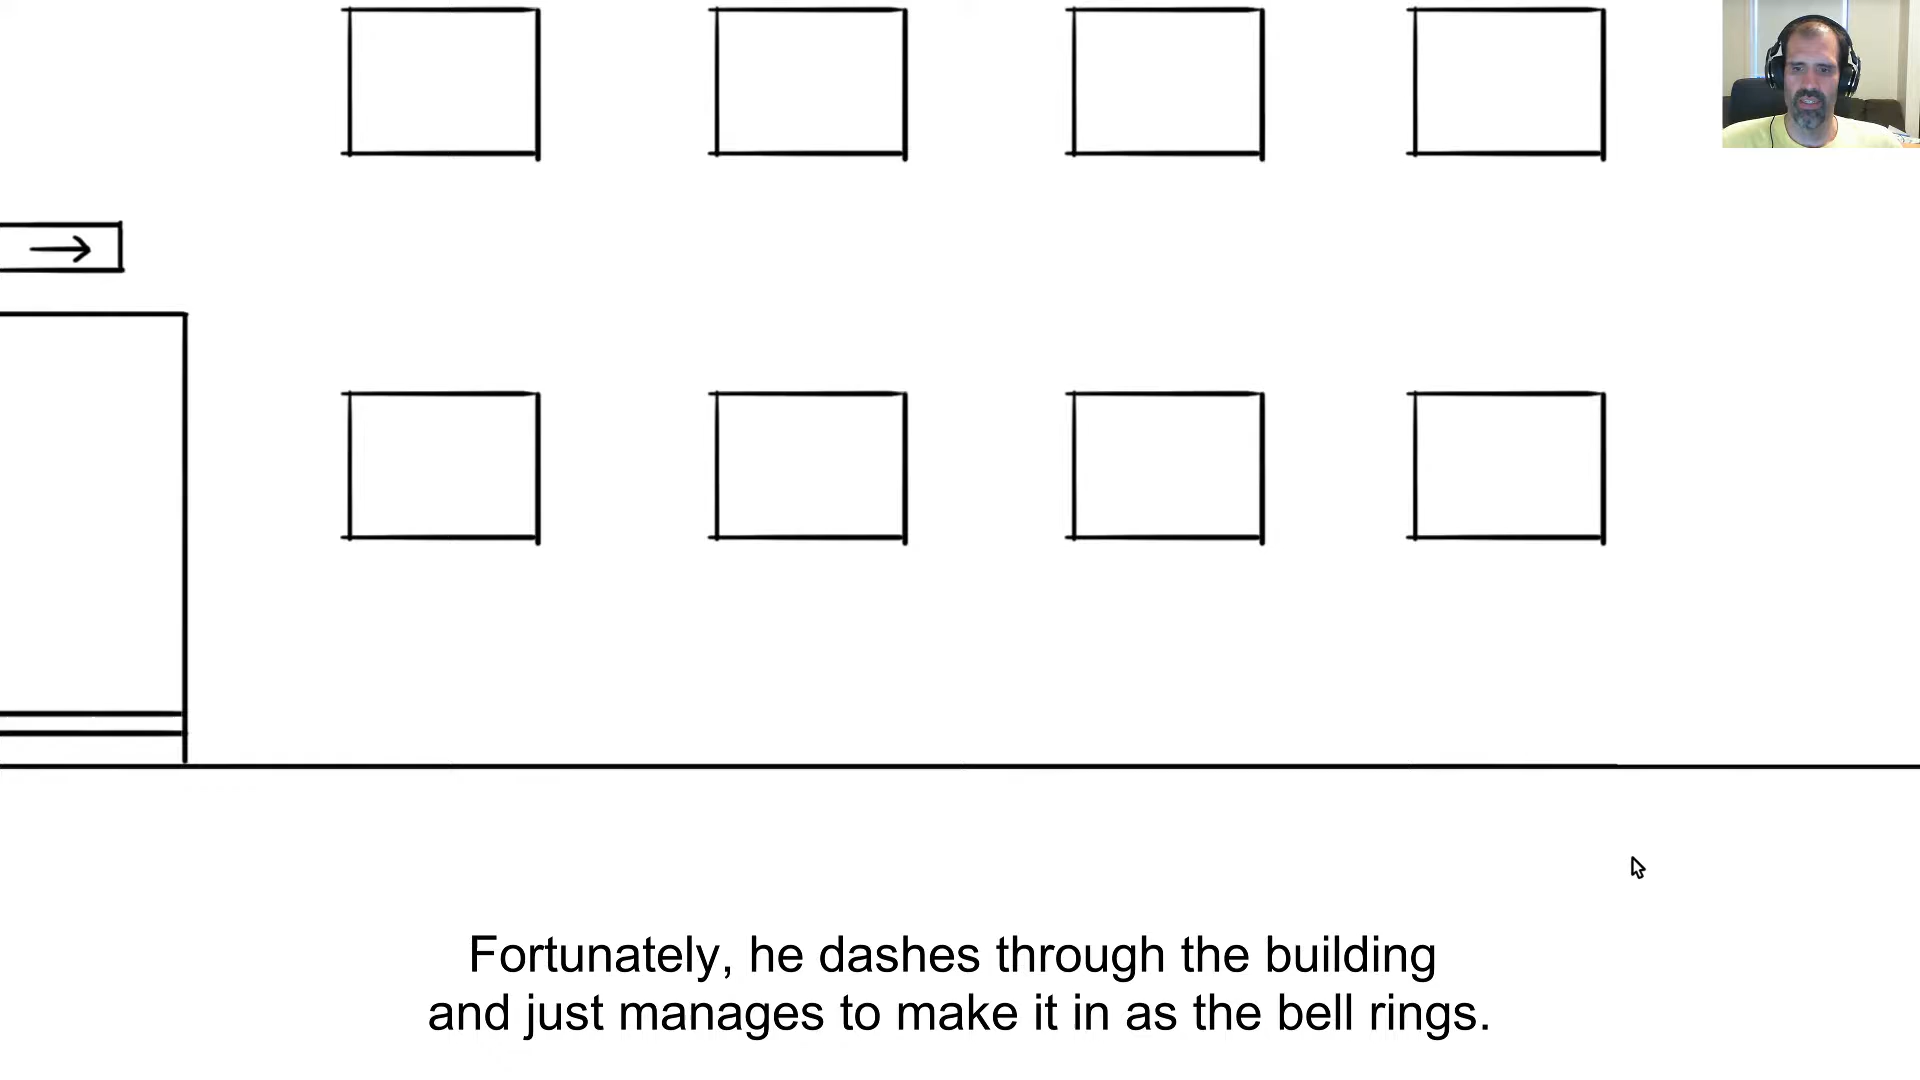 Fortunately, he dashes through the building
and just manages to make it in as the bell rings.